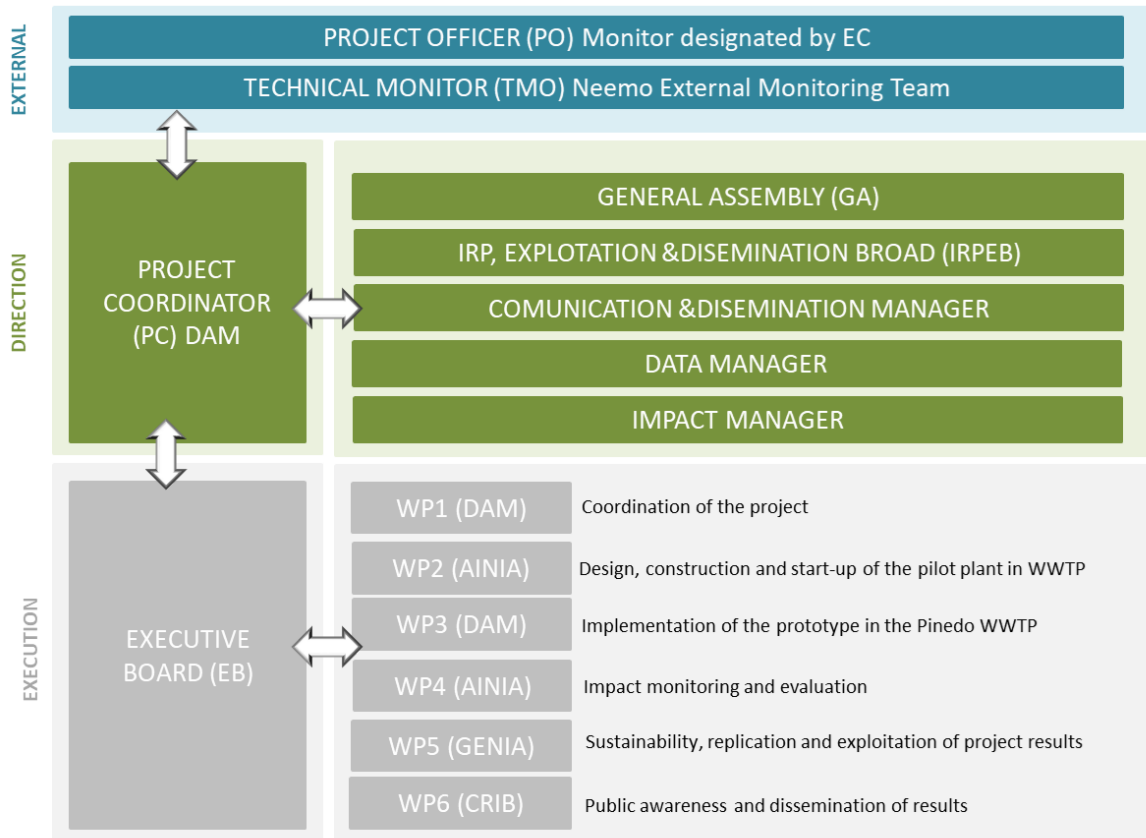 EXTERNAL
PROJECT OFFICER (PO) Monitor designated by EC
TECHNICAL MONITOR (TMO) Neemo External Monitoring Team
DIRECTION
PROJECT
COORDINATOR
(PC) DAM
GENERAL ASSEMBLY (GA)
IRP, EXPLOTATION &DISEMINATION BROAD (IRPEB)
COMUNICATION &DISEMINATION MANAGER
DATA MANAGER
IMPACT MANAGER
EXECUTION
EXECUTIVE
BOARD (EB)
WP1 (DAM) Coordination of the project
WP2 (AINIA) Design, construction and start-up of the pilot plant in WWTP
WP3 (DAM) Implementation of the prototype in the Pinedo WWTP
WP4 (AINIA) Impact monitoring and evaluation
WP5 (GENIA) Sustainability, replication and exploitation of project results
WP6 (CRIB) Public awareness and dissemination of results